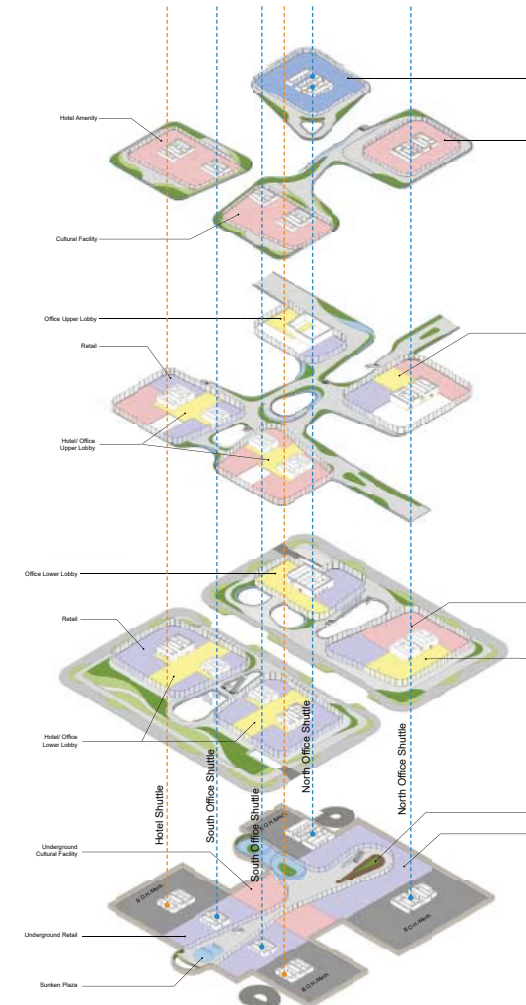 Hotel Amenity
Cultural Facility
Office Upper Lobby
Retail
Hotel/ Office
Upper Lobby
Office Lower Lobby
Retail
Hotel/ Office
Lower Lobby
Hotel Shuttle
South Office Shuttle
South Office Shuttle
North Office Shuttle
North Office Shuttle
Underground
Cultural Facility
B.O.H./Mech.
B.O.H./Mech.
Underground Retail
B.O.H./Mech.
Sunken Plaza
B.O.H./Mech.